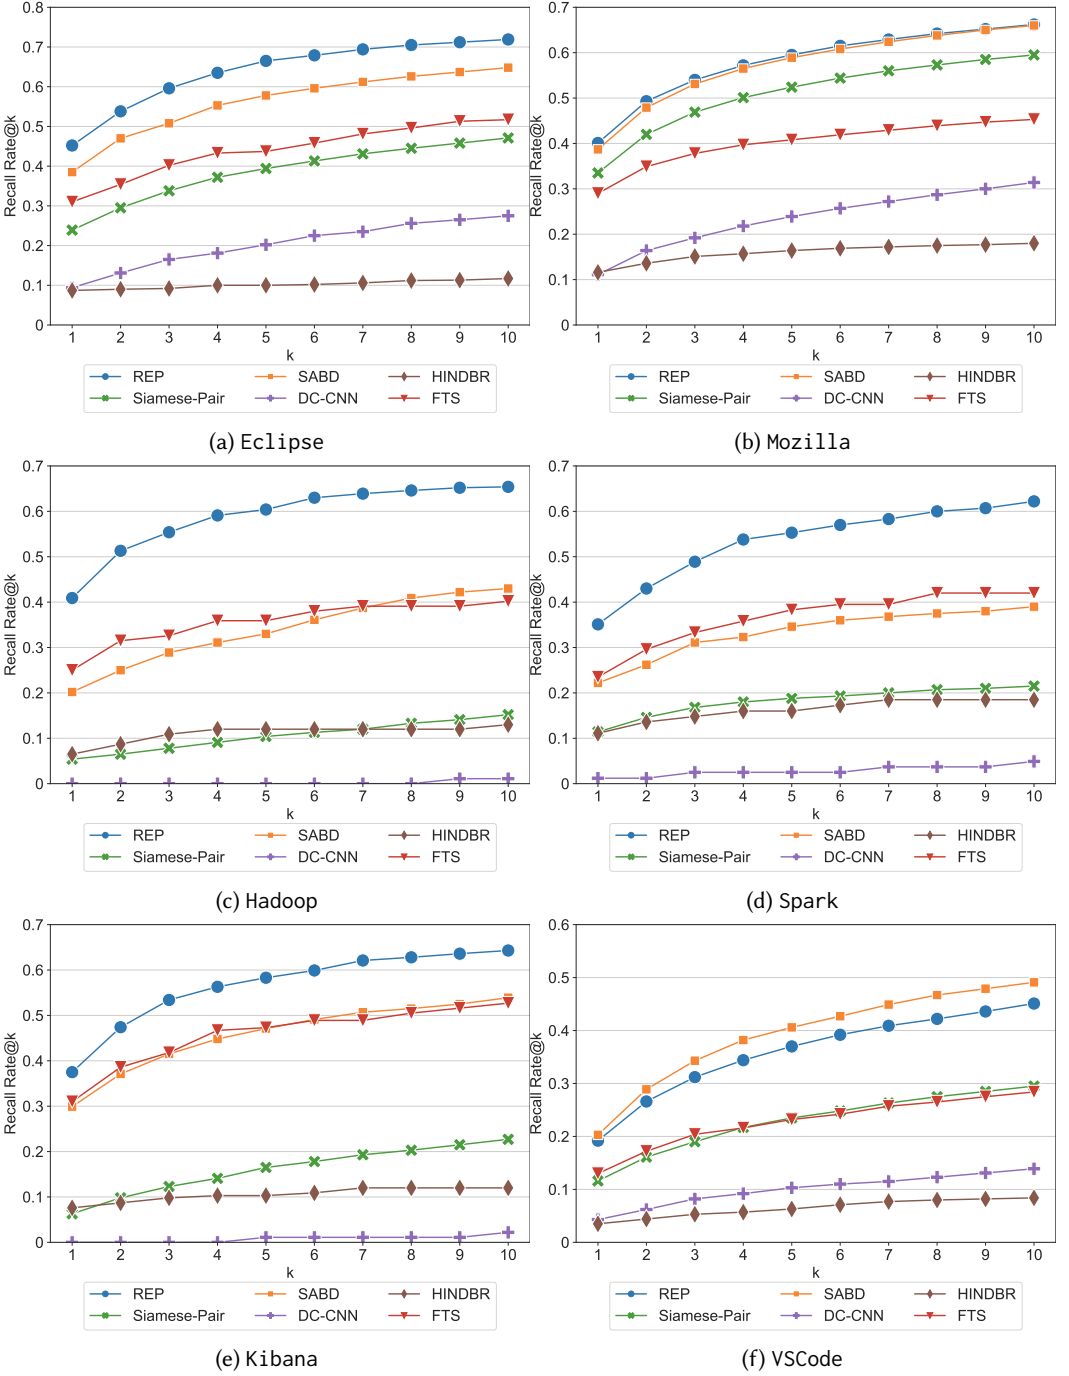 0.8
0.7
0.6
0.5
0.4
0.3
0.2
0.1
0
Recall Rate@k
1 2 3 4 5 6 7 8 9 10
k
REP SABD HINDBR
Siamese-Pair DC-CNN FTS
(a) Eclipse
0.7
0.6
0.5
0.4
0.3
0.2
0.1
0
Recall Rate@k
1 2 3 4 5 6 7 8 9 10
k
REP SABD HINDBR
Siamese-Pair DC-CNN FTS
(b) Mozilla
0.7
0.6
0.5
0.4
0.3
0.2
0.1
0
Recall Rate@k
1 2 3 4 5 6 7 8 9 10
k
REP SABD HINDBR
Siamese-Pair DC-CNN FTS
(c) Hadoop
0.7
0.6
0.5
0.4
0.3
0.2
0.1
0
Recall Rate@k
1 2 3 4 5 6 7 8 9 10
k
REP SABD HINDBR
Siamese-Pair DC-CNN FTS
(d) Spark
0.7
0.6
0.5
0.4
0.3
0.2
0.1
0
Recall Rate@k
1 2 3 4 5 6 7 8 9 10
k
REP SABD HINDBR
Siamese-Pair DC-CNN FTS
(e) Kibana
0.6
0.5
0.4
0.3
0.2
0.1
0
Recall Rate@k
1 2 3 4 5 6 7 8 9 10
k
REP SABD HINDBR
Siamese-Pair DC-CNN FTS
(f) VSCode